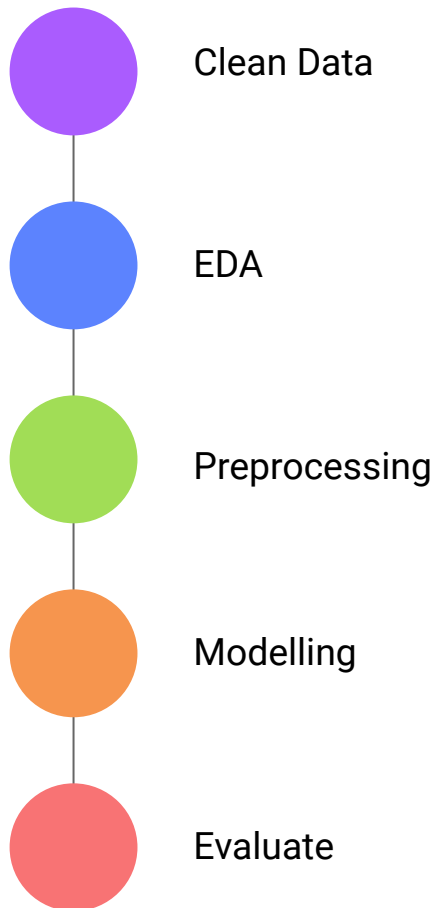 Clean Data
EDA
Preprocessing
Modelling
Evaluate